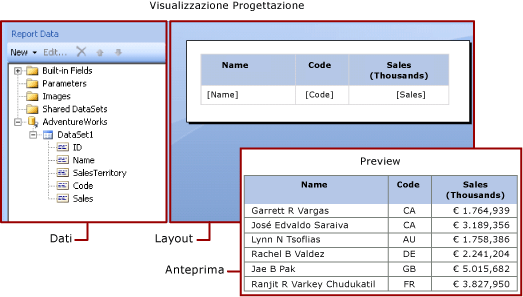 Visualizzazione Progettazione
Report Data
New Edit...
Built-in Fields
Parameters
Images
Shared DataSets
AdventureWorks
DataSet1
ID
Name
SalesTerritory
Code
Sales
Name Code Sales (Thousands)
[Name] [Code] [Sales]
Preview
Name Code Sales (Thousands)
Garrett R Vargas CA € 1.764,939
José Edvaldo Saraiva CA € 3.189,356
Lynn N Tsoflias AU € 1.758,386
Rachel B Valdez DE € 2.241,204
Jae B Pak GB € 5.015,682
Ranjit R Varkey Chudukatil FR € 3.827,950
Dati
Layout
Anteprima